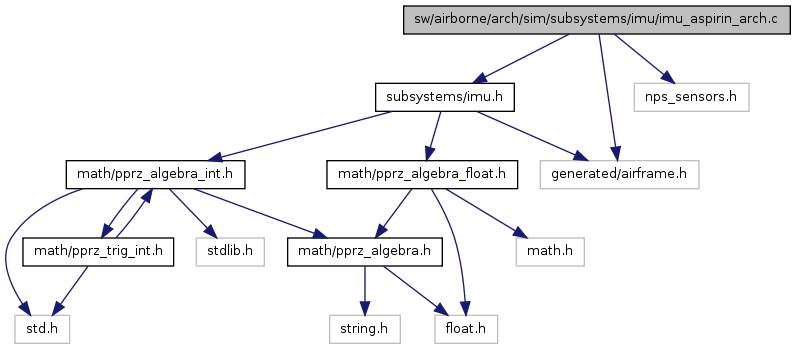 sw/airborne/arch/sim/subsystems/imu/imu_aspirin_arch.c
subsystems/imu.h
nps_sensors.h
math/pprz_algebra_int.h
math/pprz_algebra_float.h
generated/airframe.h
math/pprz_trig_int.h
stdlib.h
math/pprz_algebra.h
math.h
std.h
string.h
float.h